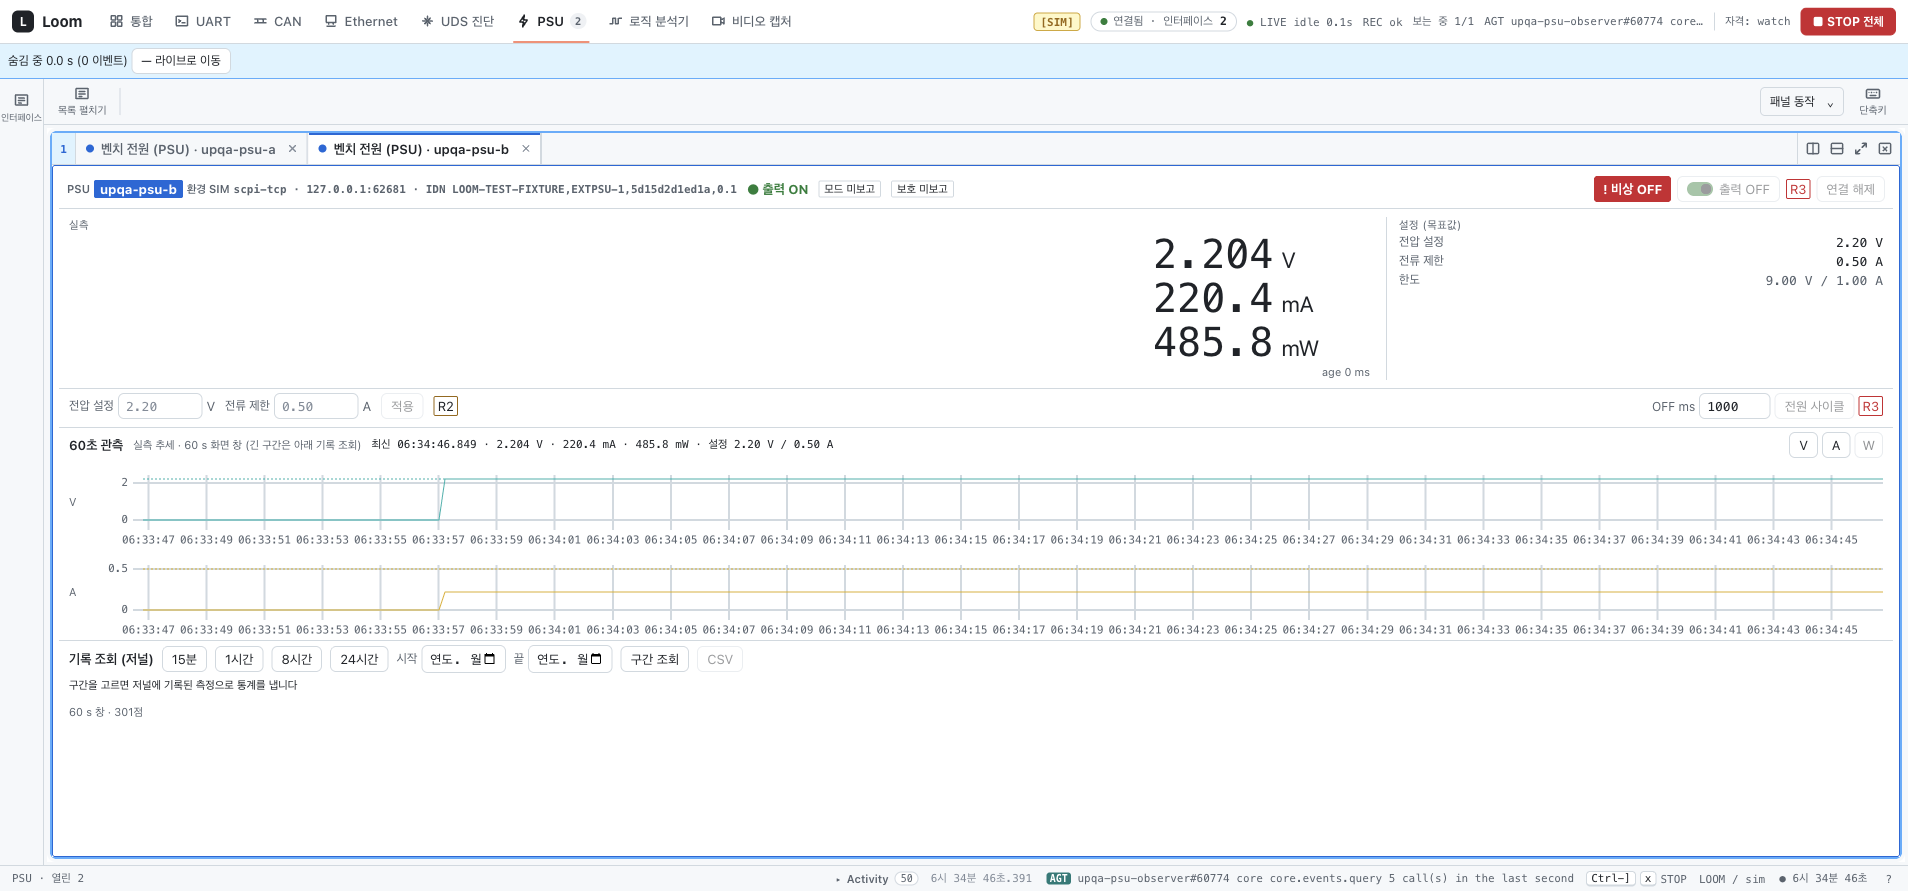 L Loom 통합 UART CAN Ethernet UDS 진단 PSU 2 로직 분석기 비디오 캡처 [SIM] 연결됨 · 인터페이스 2 LIVE idle 0.1s REC ok 보는 중 1/1 AGT upqa-psu-observer#60774 core… 자격: watch STOP 전체
숨김 중 0.0 s (0 이벤트) — 라이브로 이동
인터페이스
목록 펼치기 패널 동작 단축키
1 벤치 전원 (PSU) · upqa-psu-a × 벤치 전원 (PSU) · upqa-psu-b ×
PSU upqa-psu-b 환경 SIM scpi-tcp · 127.0.0.1:62681 · IDN LOOM-TEST-FIXTURE,EXTPSU-1,5d15d2d1ed1a,0.1 출력 ON 모드 미보고 보호 미보고 ! 비상 OFF 출력 OFF R3 연결 해제
실측
2.204 V
220.4 mA
485.8 mW
age 0 ms
설정 (목표값)
전압 설정 2.20 V
전류 제한 0.50 A
한도 9.00 V / 1.00 A
전압 설정 2.20 V 전류 제한 0.50 A 적용 R2 OFF ms 1000 전원 사이클 R3
60초 관측 실측 추세 · 60 s 화면 창 (긴 구간은 아래 기록 조회) 최신 06:34:46.849 · 2.204 V · 220.4 mA · 485.8 mW · 설정 2.20 V / 0.50 A V A W
2
V
0
06:33:47 06:33:49 06:33:51 06:33:53 06:33:55 06:33:57 06:33:59 06:34:01 06:34:03 06:34:05 06:34:07 06:34:09 06:34:11 06:34:13 06:34:15 06:34:17 06:34:19 06:34:21 06:34:23 06:34:25 06:34:27 06:34:29 06:34:31 06:34:33 06:34:35 06:34:37 06:34:39 06:34:41 06:34:43 06:34:45
0.5
A
0
06:33:47 06:33:49 06:33:51 06:33:53 06:33:55 06:33:57 06:33:59 06:34:01 06:34:03 06:34:05 06:34:07 06:34:09 06:34:11 06:34:13 06:34:15 06:34:17 06:34:19 06:34:21 06:34:23 06:34:25 06:34:27 06:34:29 06:34:31 06:34:33 06:34:35 06:34:37 06:34:39 06:34:41 06:34:43 06:34:45
기록 조회 (저널) 15분 1시간 8시간 24시간 시작 연도. 월 끝 연도. 월 구간 조회 CSV
구간을 고르면 저널에 기록된 측정으로 통계를 냅니다
60 s 창 · 301점
PSU · 열린 2 Activity 50 6시 34분 46초.391 AGT upqa-psu-observer#60774 core core.events.query 5 call(s) in the last second Ctrl-] x STOP LOOM / sim 6시 34분 46초 ?